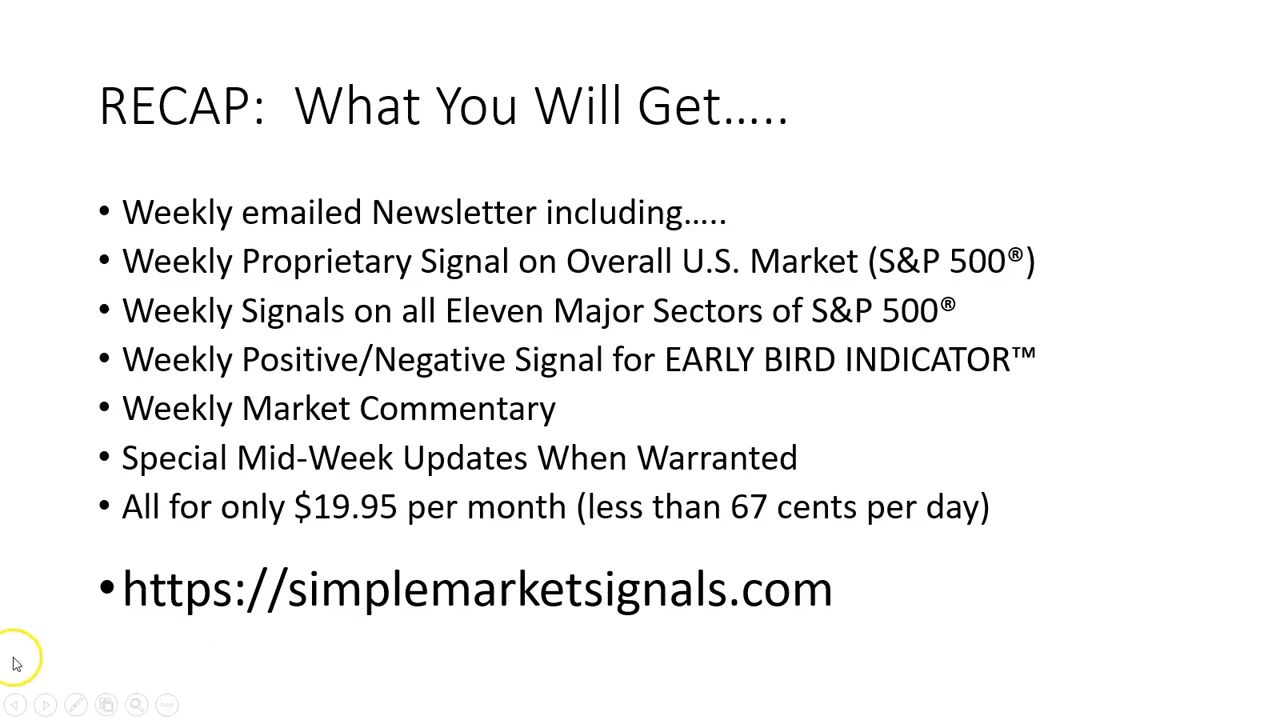 RECAP:  What You Will Get…..
• Weekly emailed Newsletter including…..
• Weekly Proprietary Signal on Overall U.S. Market (S&P 500®)
• Weekly Signals on all Eleven Major Sectors of S&P 500®
• Weekly Positive/Negative Signal for EARLY BIRD INDICATOR™
• Weekly Market Commentary
• Special Mid-Week Updates When Warranted
• All for only $19.95 per month (less than 67 cents per day)
• https://simplemarketsignals.com